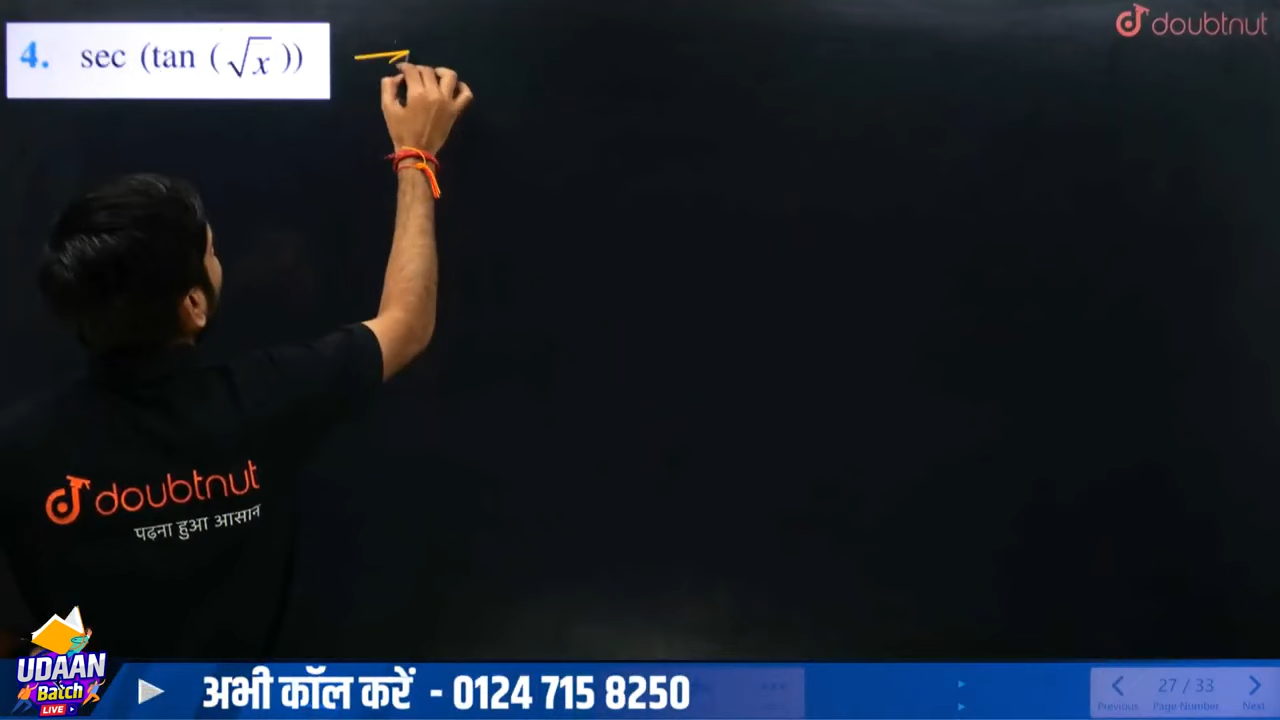 doubtnut
4. sec (tan (√x))
doubtnut
पढ़ना हुआ आसान
UDAAN
Batch
LIVE
अभी कॉल करें - 0124 715 8250
27 / 33
Previous Page Number Next